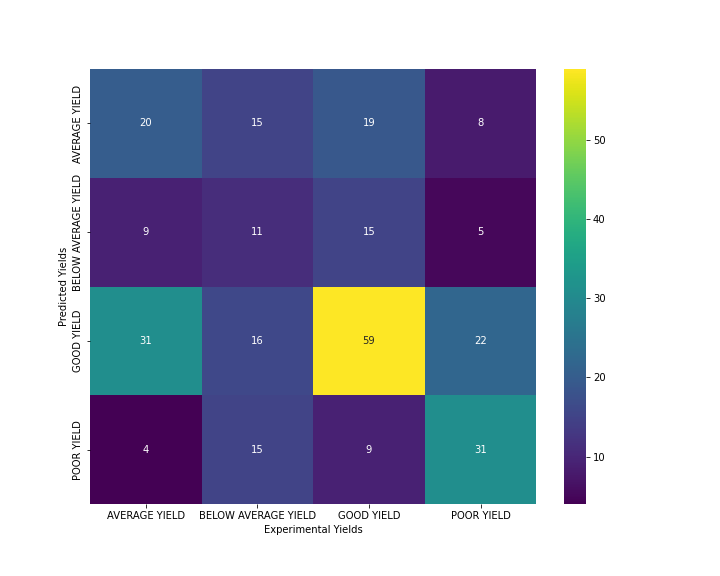 AVERAGE YIELD
20 15 19 8
BELOW AVERAGE YIELD
9 11 15 5
GOOD YIELD
31 16 59 22
POOR YIELD
4 15 9 31
Predicted Yields
AVERAGE YIELD BELOW AVERAGE YIELD GOOD YIELD POOR YIELD
Experimental Yields
50
40
30
20
10